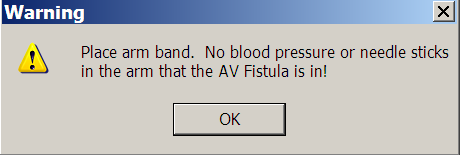 Warning
Place arm band.  No blood pressure or needle sticks
in the arm that the AV Fistula is in!
OK